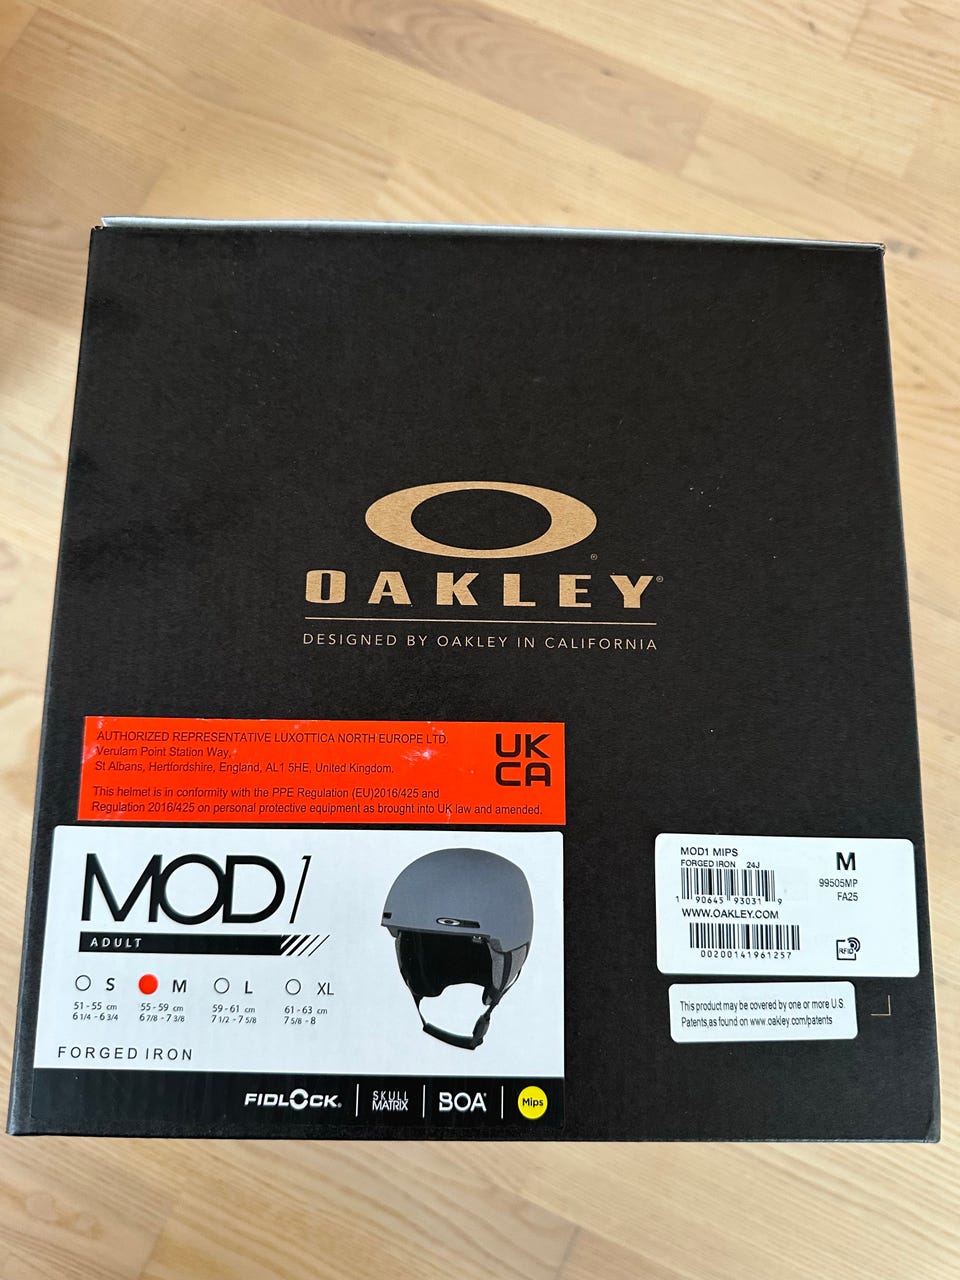 OAKLEY®
DESIGNED BY OAKLEY IN CALIFORNIA
AUTHORIZED REPRESENTATIVE LUXOTTICA NORTH EUROPE LTD.
Verulam Point Station Way,
St Albans, Hertfordshire, England, AL1 5HE, United Kingdom.
This helmet is in conformity with the PPE Regulation (EU)2016/425 and
Regulation 2016/425 on personal protective equipment as brought into UK law and amended.
UK
CA
MOD1
ADULT
S M L XL
51 - 55 cm 55 - 59 cm 59 - 61 cm 61 - 63 cm
6 1/4 - 6 3/4 6 7/8 - 7 3/8 7 1/2 - 7 5/8 7 5/8 - 8
FORGED IRON
FIDLOCK® SKULL MATRIX BOA® Mips
MOD1 MIPS
FORGED IRON 24J
M
99505MP
FA25
1 90645 93031 9
WWW.OAKLEY.COM
00200141961257
RFID
This product may be covered by one or more U.S.
Patents,as found on www.oakley.com/patents